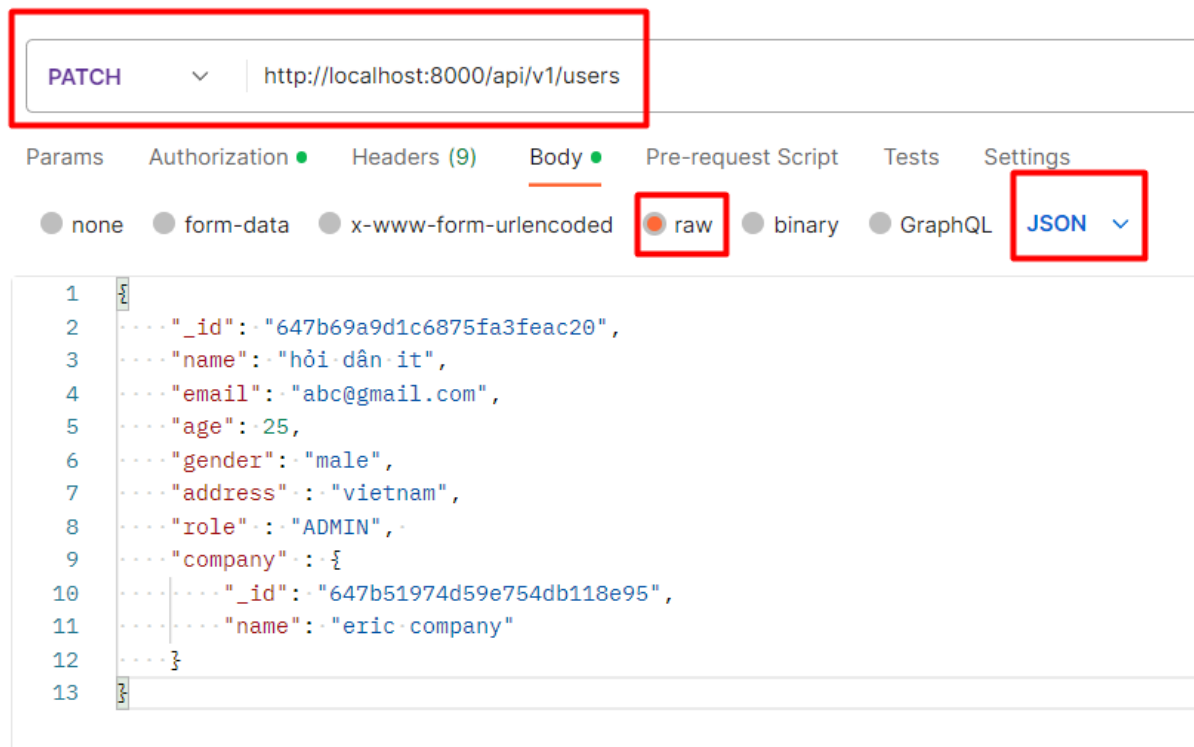 PATCH http://localhost:8000/api/v1/users
Params Authorization Headers (9) Body Pre-request Script Tests Settings
none form-data x-www-form-urlencoded raw binary GraphQL JSON
1 {
2 "_id": "647b69a9d1c6875fa3feac20",
3 "name": "hỏi dân it",
4 "email": "abc@gmail.com",
5 "age": 25,
6 "gender": "male",
7 "address" : "vietnam",
8 "role" : "ADMIN",
9 "company" : {
10 "_id": "647b51974d59e754db118e95",
11 "name": "eric company"
12 }
13 }